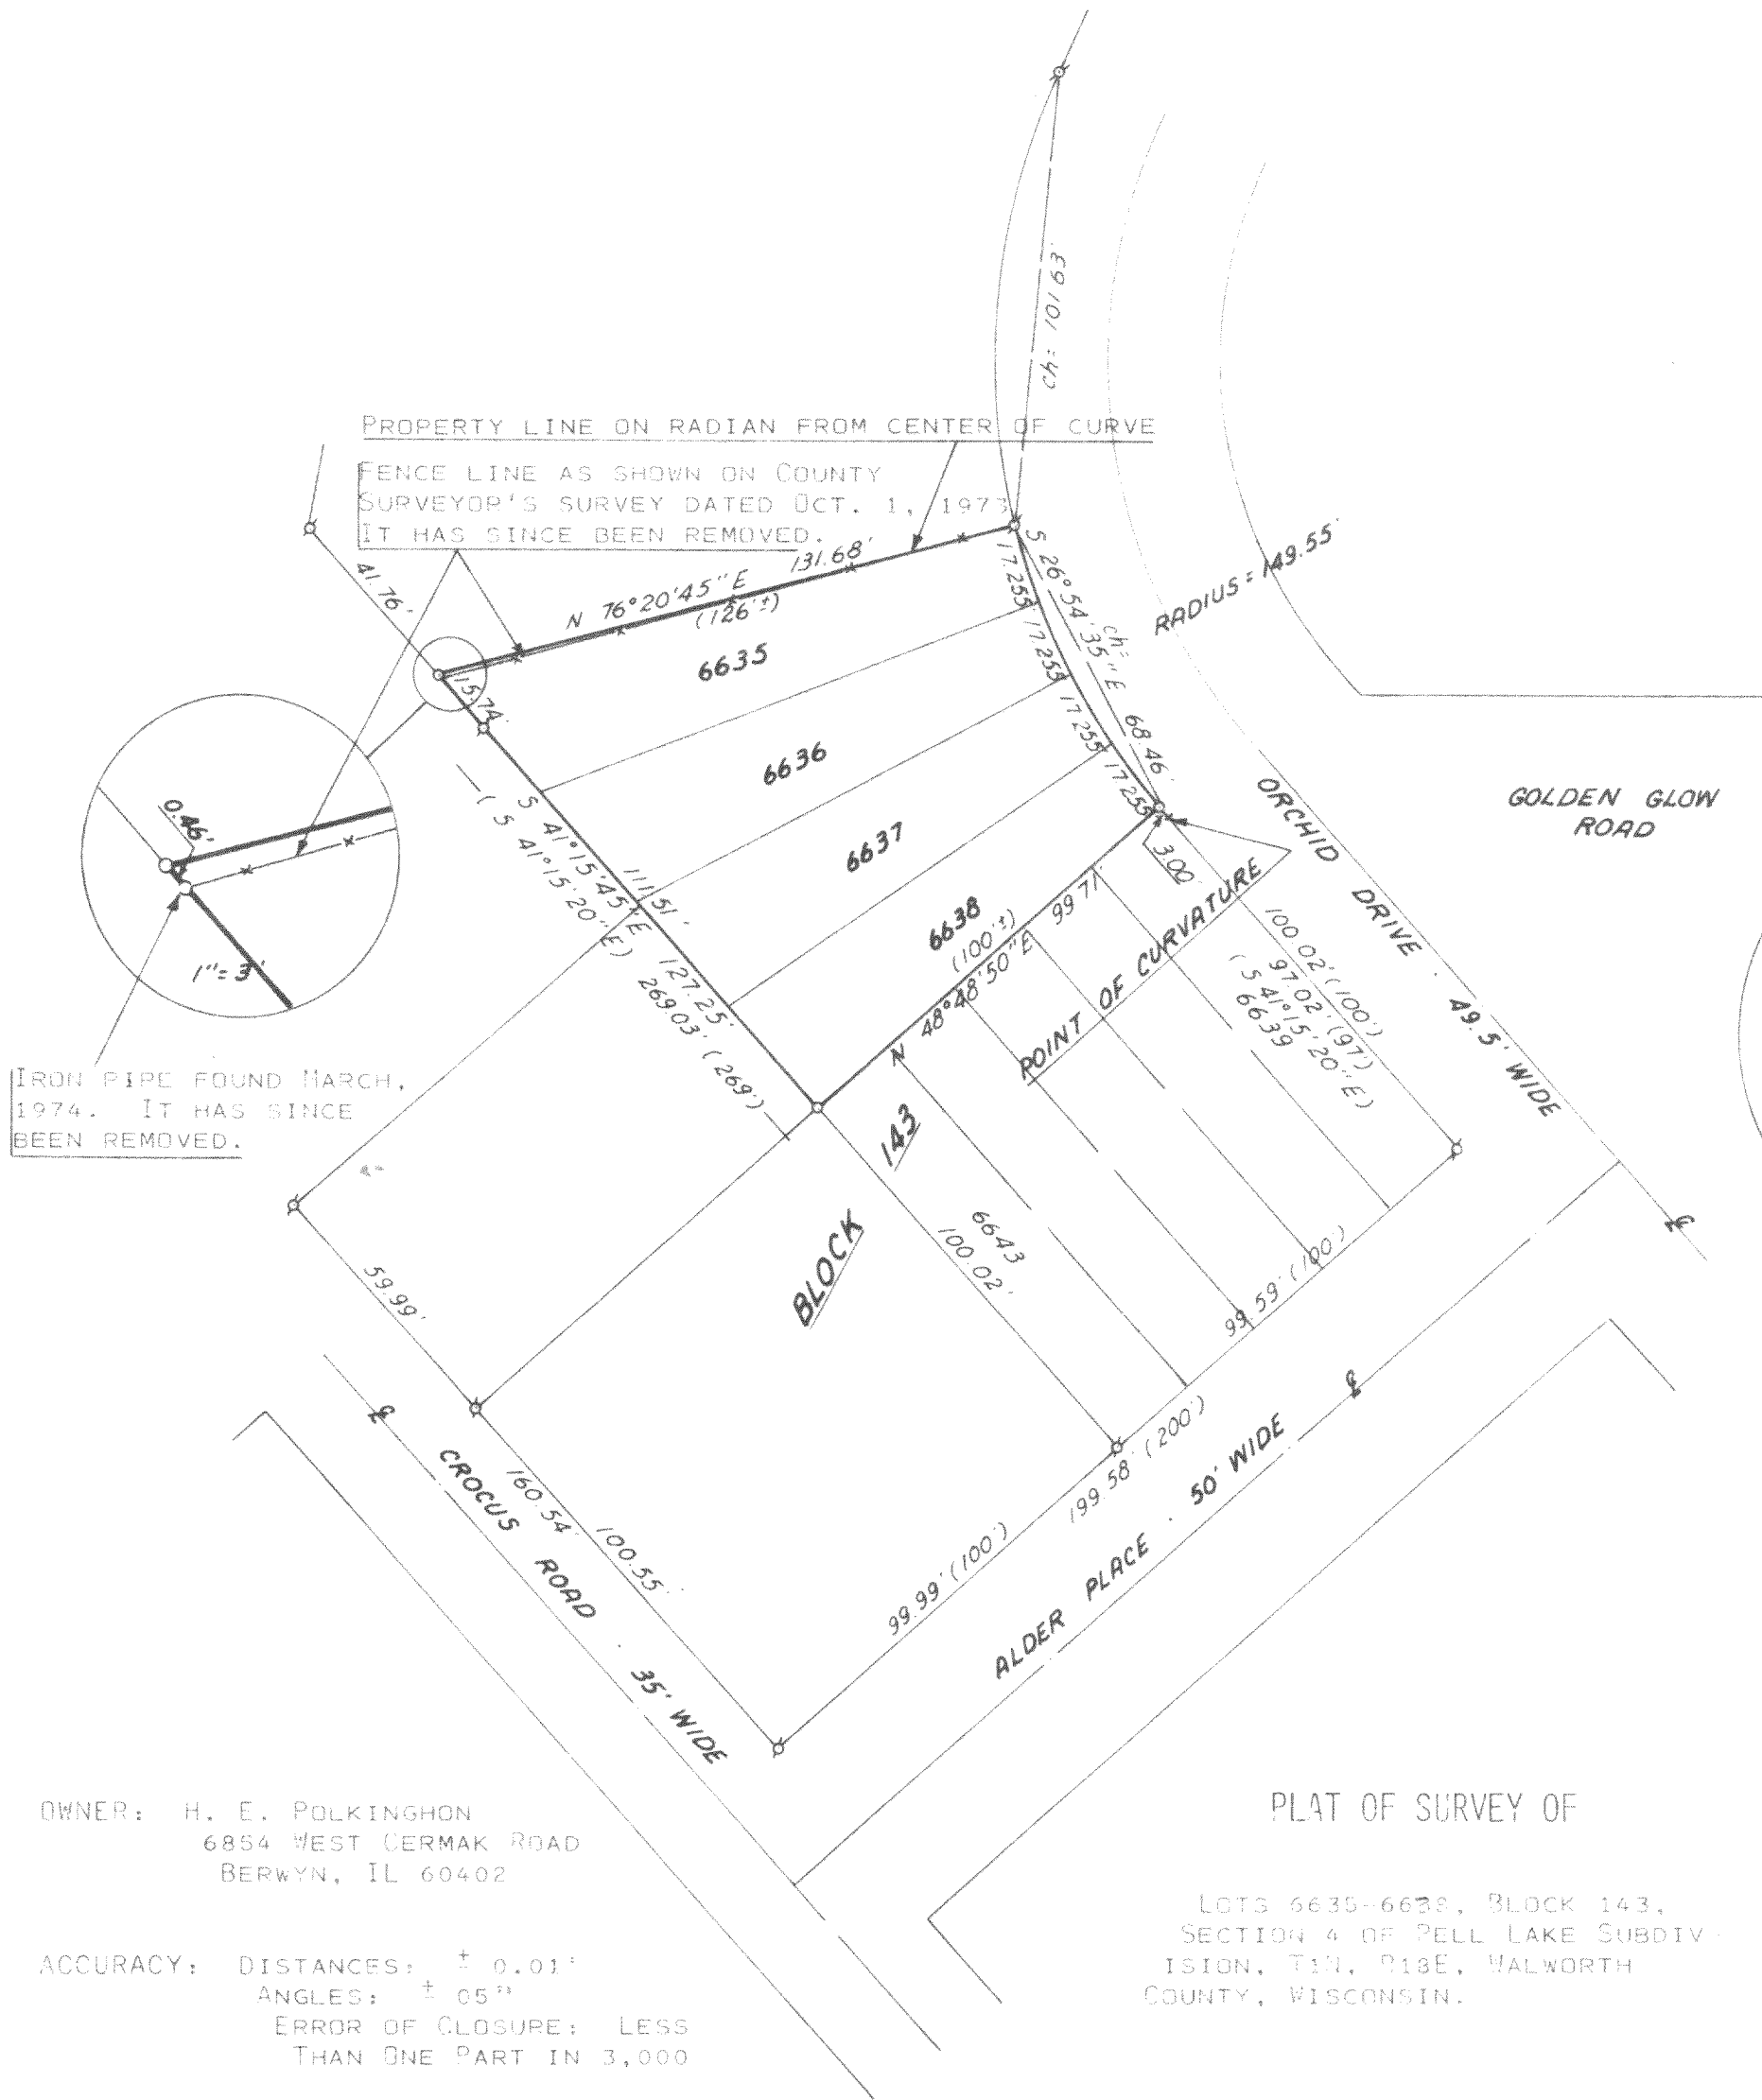 ch= 101.63'
PROPERTY LINE ON RADIAN FROM CENTER OF CURVE
FENCE LINE AS SHOWN ON COUNTY
SURVEYOR'S SURVEY DATED OCT. 1, 1973
IT HAS SINCE BEEN REMOVED.
41.76'
N 76°20'45"E 131.68'
(126'±)
S 26°54'35"E
ch= 68.46'
17.255'
17.255'
17.255'
17.255'
RADIUS = 149.55'
6635
15.74'
6636
6637
6638
(100'±)
N 48°48'50"E 99.71'
3.00'
POINT OF CURVATURE
GOLDEN GLOW
ROAD
ORCHID DRIVE . 49.5' WIDE
111.51'
S 41°15'45"E 127.25'
(S 41°15'20"E) 269.03' (269')
0.46'
1"= 3'
IRON PIPE FOUND MARCH,
1974. IT HAS SINCE
BEEN REMOVED.
100.02' (100')
97.02' (97')
(S 41°15'20"E)
6639
BLOCK 143
6643
100.02'
59.99'
99.59' (100')
199.58' (200')
99.99' (100')
ALDER PLACE . 50' WIDE
CROCUS ROAD . 35' WIDE
160.54'
100.55'
OWNER: H. E. POLKINGHON
6854 WEST CERMAK ROAD
BERWYN, IL 60402
ACCURACY: DISTANCES: ± 0.01'
ANGLES: ± 05"
ERROR OF CLOSURE: LESS
THAN ONE PART IN 3,000
PLAT OF SURVEY OF
LOTS 6635-6638, BLOCK 143,
SECTION 4 OF PELL LAKE SUBDIV-
ISION, T1N, R18E, WALWORTH
COUNTY, WISCONSIN.